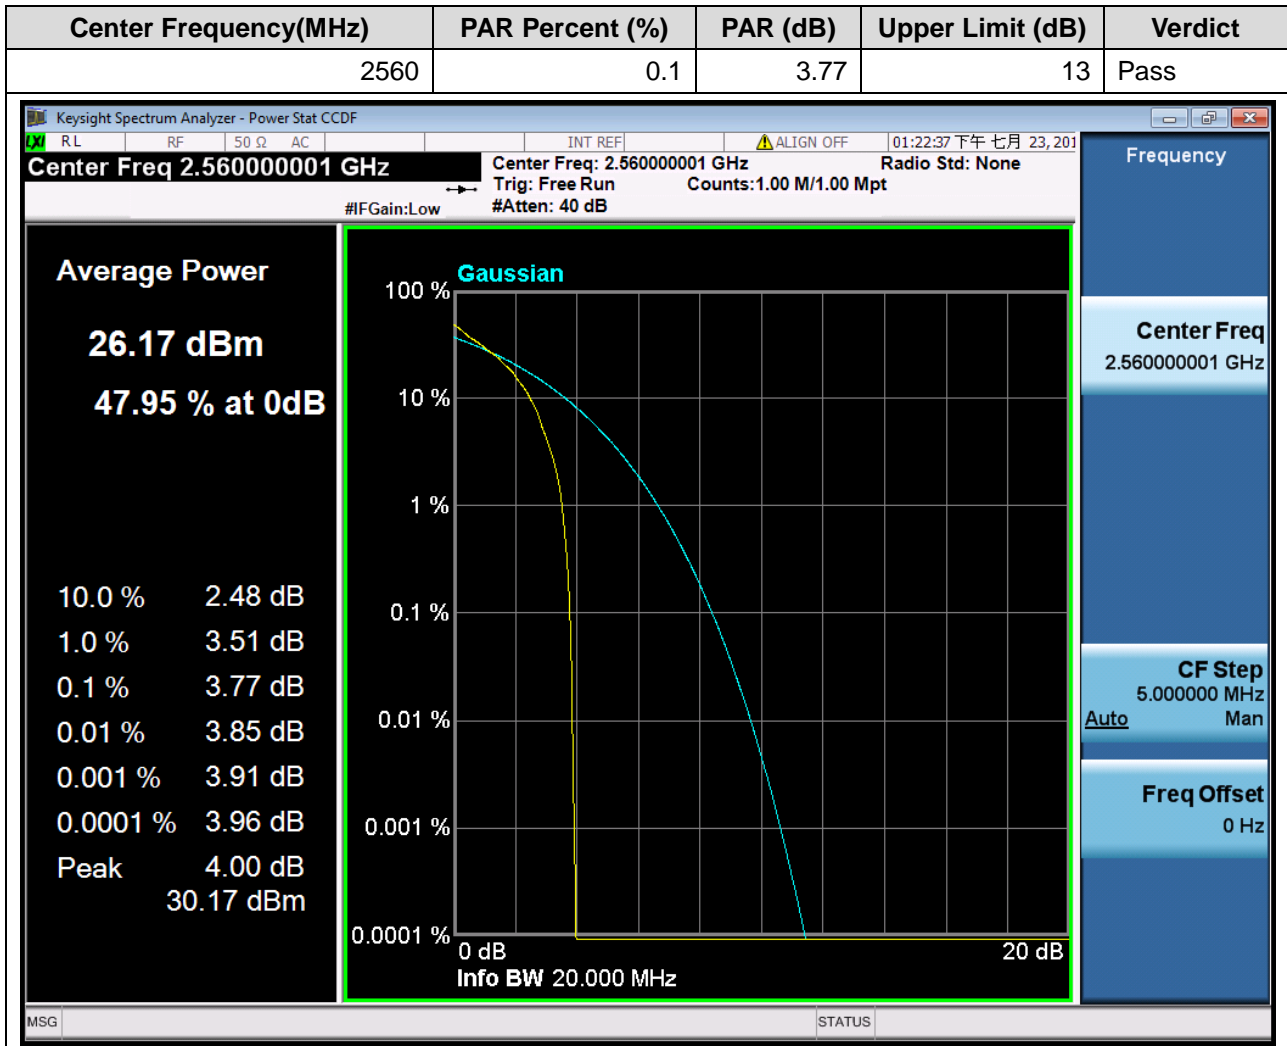 Center Frequency(MHz) PAR Percent (%) PAR (dB) Upper Limit (dB) Verdict
2560 0.1 3.77 13 Pass
Keysight Spectrum Analyzer - Power Stat CCDF
LXI RL RF 50 Ω AC INT REF ALIGN OFF 01:22:37 下午 七月 23, 201
Center Freq 2.560000001 GHz
Center Freq: 2.560000001 GHz Radio Std: None
Trig: Free Run Counts:1.00 M/1.00 Mpt
#IFGain:Low #Atten: 40 dB
Frequency
Average Power
26.17 dBm
47.95 % at 0dB
10.0 % 2.48 dB
1.0 % 3.51 dB
0.1 % 3.77 dB
0.01 % 3.85 dB
0.001 % 3.91 dB
0.0001 % 3.96 dB
Peak 4.00 dB
30.17 dBm
Gaussian
100 %
10 %
1 %
0.1 %
0.01 %
0.001 %
0.0001 %
0 dB 20 dB
Info BW 20.000 MHz
Center Freq
2.560000001 GHz
CF Step
5.000000 MHz
Auto Man
Freq Offset
0 Hz
MSG STATUS